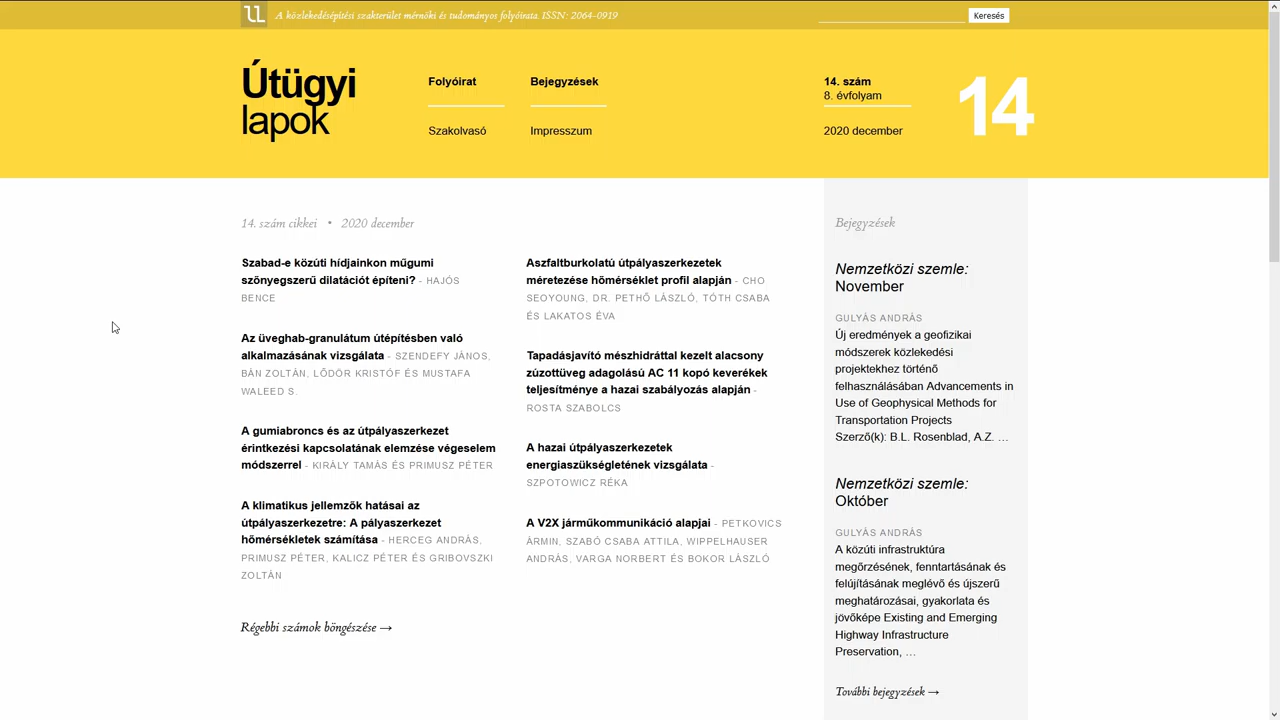 A közlekedésépítési szakterület mérnöki és tudományos folyóirata. ISSN: 2064-0919
Keresés
Útügyi
lapok
Folyóirat
Bejegyzések
Szakolvasó
Impresszum
14. szám
8. évfolyam
2020 december
14
14. szám cikkei • 2020 december
Szabad-e közúti hídjainkon műgumi
szőnyegszerű dilatációt építeni? - HAJÓS
BENCE
Az üveghab-granulátum útépítésben való
alkalmazásának vizsgálata - SZENDEFY JÁNOS,
BÁN ZOLTÁN, LŐDÖR KRISTÓF ÉS MUSTAFA
WALEED S.
A gumiabroncs és az útpályaszerkezet
érintkezési kapcsolatának elemzése végeselem
módszerrel - KIRÁLY TAMÁS ÉS PRIMUSZ PÉTER
A klimatikus jellemzők hatásai az
útpályaszerkezetre: A pályaszerkezet
hőmérsékletek számítása - HERCEG ANDRÁS,
PRIMUSZ PÉTER, KALICZ PÉTER ÉS GRIBOVSZKI
ZOLTÁN
Régebbi számok böngészése →
Aszfaltburkolatú útpályaszerkezetek
méretezése hőmérséklet profil alapján - CHO
SEOYOUNG, DR. PETHŐ LÁSZLÓ, TÓTH CSABA
ÉS LAKATOS ÉVA
Tapadásjavító mészhidráttal kezelt alacsony
zúzottüveg adagolású AC 11 kopó keverékek
teljesítménye a hazai szabályozás alapján -
ROSTA SZABOLCS
A hazai útpályaszerkezetek
energiaszükségletének vizsgálata -
SZPOTOWICZ RÉKA
A V2X járműkommunikáció alapjai - PETKOVICS
ÁRMIN, SZABÓ CSABA ATTILA, WIPPELHAUSER
ANDRÁS, VARGA NORBERT ÉS BOKOR LÁSZLÓ
Bejegyzések
Nemzetközi szemle:
November
GULYÁS ANDRÁS
Új eredmények a geofizikai
módszerek közlekedési
projektekhez történő
felhasználásában Advancements in
Use of Geophysical Methods for
Transportation Projects
Szerző(k): B.L. Rosenblad, A.Z. …
Nemzetközi szemle:
Október
GULYÁS ANDRÁS
A közúti infrastruktúra
megőrzésének, fenntartásának és
felújításának meglévő és újszerű
meghatározásai, gyakorlata és
jövőképe Existing and Emerging
Highway Infrastructure
Preservation, …
További bejegyzések →